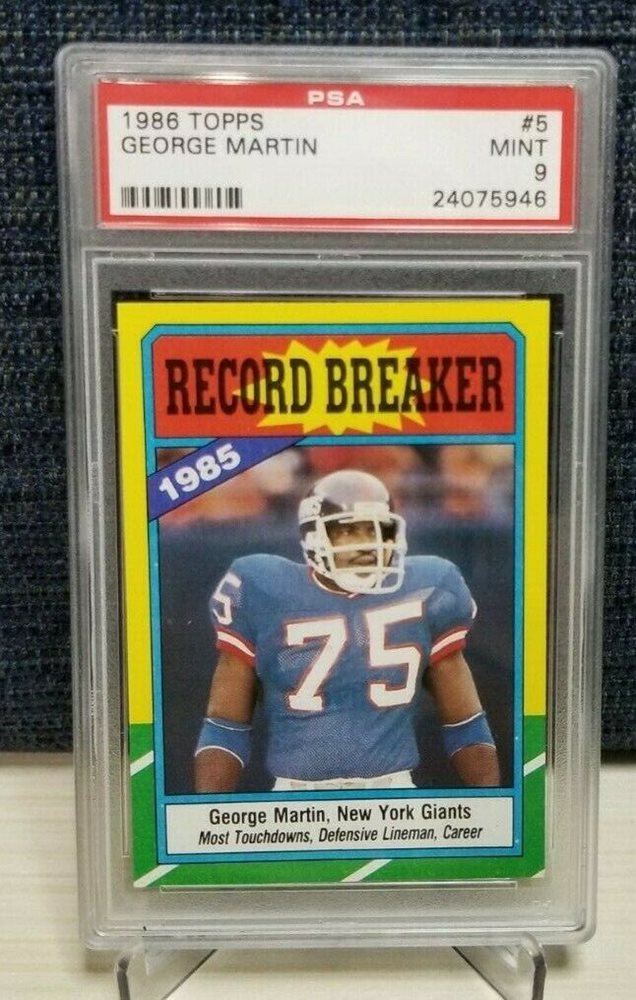 PSA
1986 TOPPS #5
GEORGE MARTIN MINT
9
24075946
RECORD BREAKER
1985
75
75
George Martin, New York Giants
Most Touchdowns, Defensive Lineman, Career